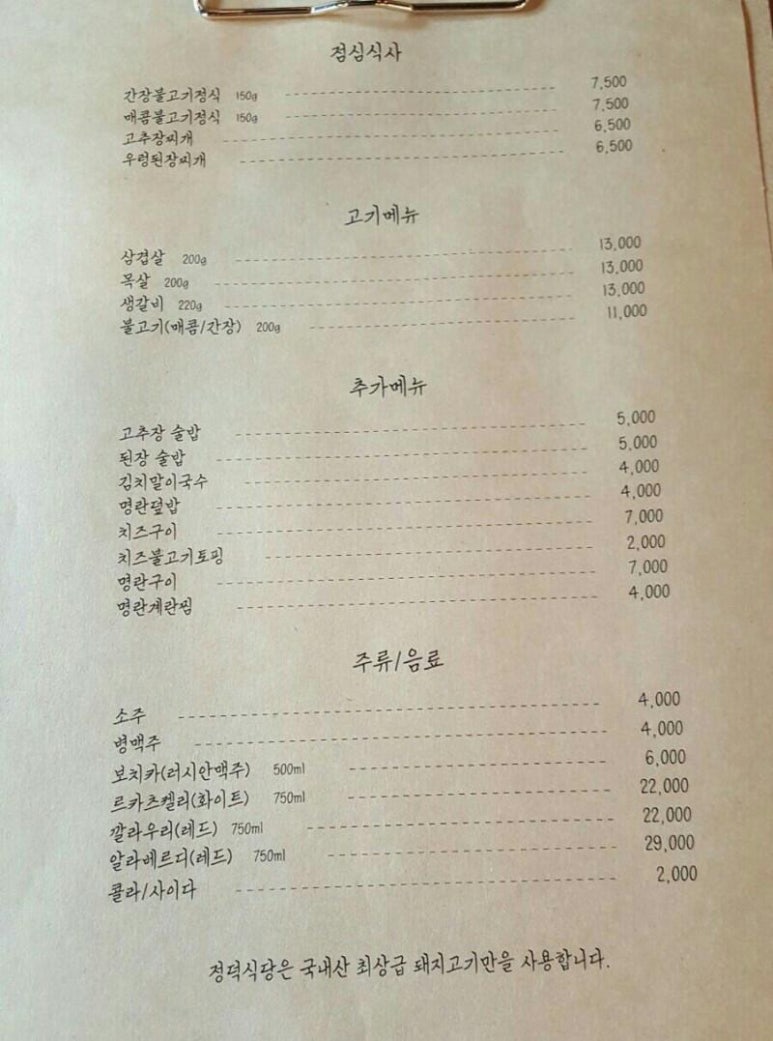 점심식사
간장불고기정식 150g 7,500
매콤불고기정식 150g 7,500
고추장찌개 6,500
우렁된장찌개 6,500
고기메뉴
삼겹살 200g 13,000
목살 200g 13,000
생갈비 220g 13,000
불고기(매콤/간장) 200g 11,000
추가메뉴
고추장 술밥 5,000
된장 술밥 5,000
김치말이국수 4,000
명란덮밥 4,000
치즈구이 7,000
치즈불고기토핑 2,000
명란구이 7,000
명란계란찜 4,000
주류/음료
소주 4,000
병맥주 4,000
보치카(러시안맥주) 500ml 6,000
르카츠텔리(화이트) 750ml 22,000
깔라우리(레드) 750ml 22,000
알라베르디(레드) 750ml 29,000
콜라/사이다 2,000
정덕식당은 국내산 최상급 돼지고기만을 사용합니다.